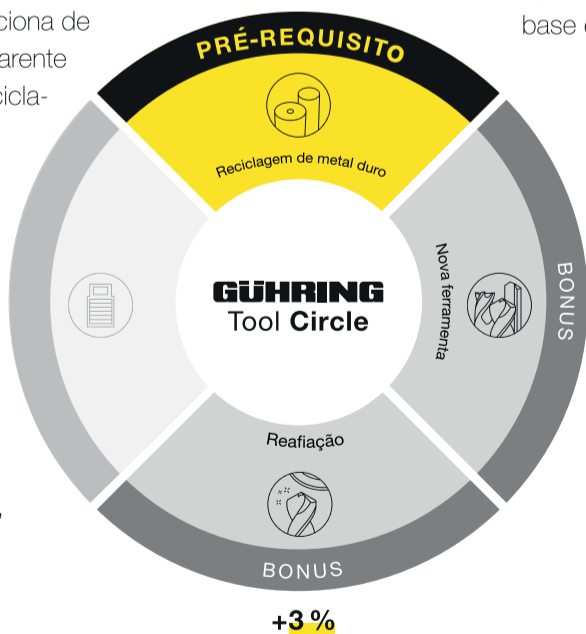 ciona de
arente
cicla-
base
PRÉ-REQUISITO
Reciclagem de metal duro
Nova ferramenta
BONUS
GÜHRING
Tool Circle
Reafiação
BONUS
+3 %